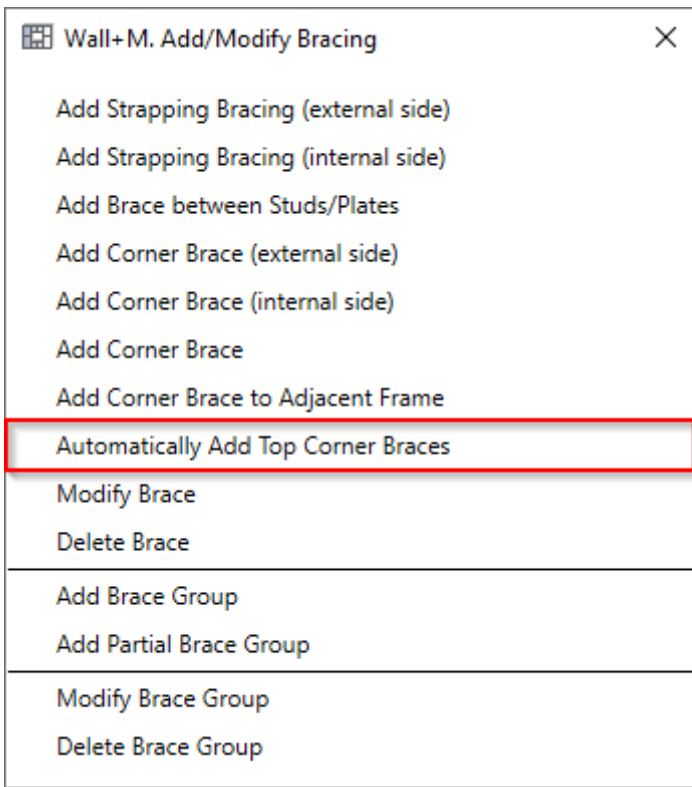 Wall+M. Add/Modify Bracing
Add Strapping Bracing (external side)
Add Strapping Bracing (internal side)
Add Brace between Studs/Plates
Add Corner Brace (external side)
Add Corner Brace (internal side)
Add Corner Brace
Add Corner Brace to Adjacent Frame
Automatically Add Top Corner Braces
Modify Brace
Delete Brace
Add Brace Group
Add Partial Brace Group
Modify Brace Group
Delete Brace Group